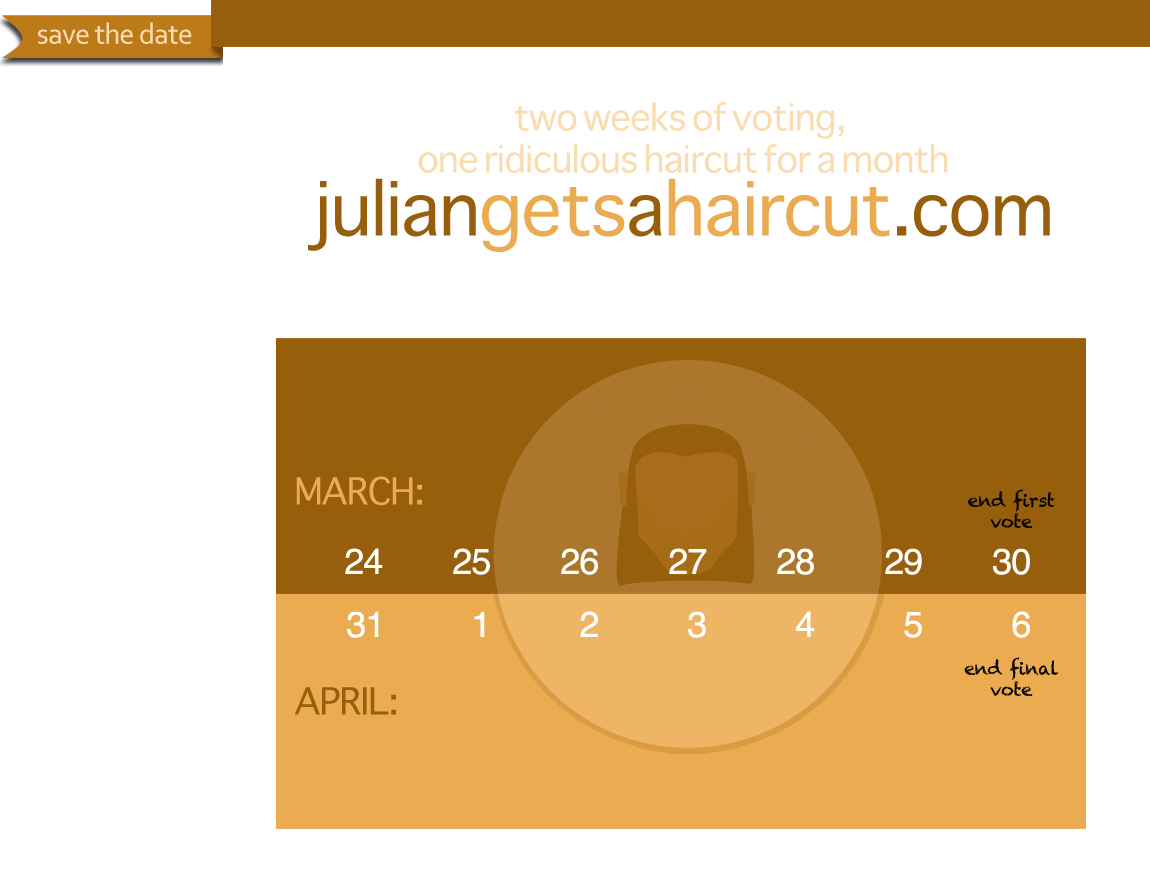 save the date
two weeks of voting,
one ridiculous haircut for a month
juliangetsahaircut.com
MARCH:
end first
vote
24 25 26 27 28 29 30
31 1 2 3 4 5 6
end final
vote
APRIL: